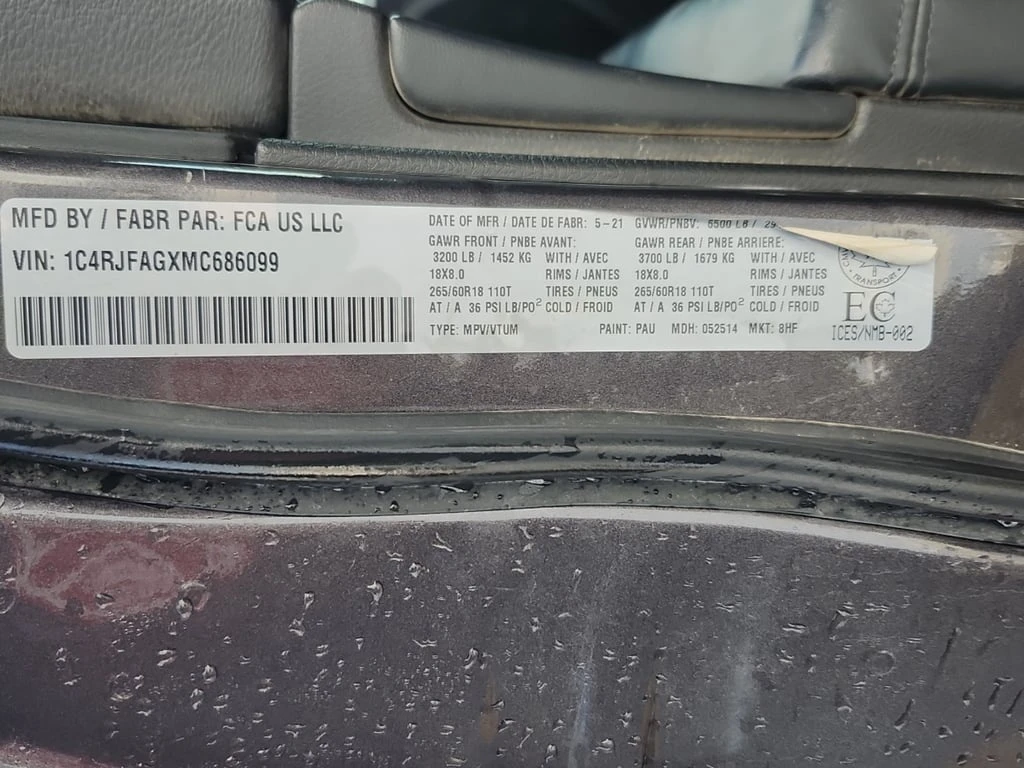 MFD BY / FABR PAR: FCA US LLC
VIN: 1C4RJFAGXMC686099
DATE OF MFR / DATE DE FABR: 5-21 GVWR/PNBV: 6500 LB / 29
GAWR FRONT / PNBE AVANT: GAWR REAR / PNBE ARRIERE:
3200 LB / 1452 KG WITH / AVEC 3700 LB / 1679 KG WITH / AVEC
18X8.0 RIMS / JANTES 18X8.0 RIMS / JANTES
265/60R18 110T TIRES / PNEUS 265/60R18 110T TIRES / PNEUS
AT / A 36 PSI LB/PO² COLD / FROID AT / A 36 PSI LB/PO² COLD / FROID
TYPE: MPV/VTUM PAINT: PAU MDH: 052514 MKT: 8HF
TRANSPORT
EC
ICES/NMB-002